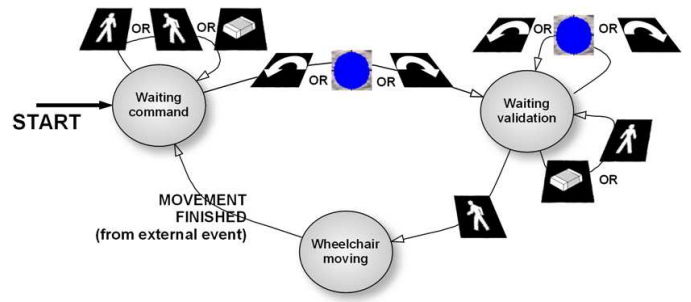 OR
OR
OR
OR
OR
OR
START
Waiting
command
Waiting
validation
OR
MOVEMENT
FINISHED
(from external event)
Wheelchair
moving